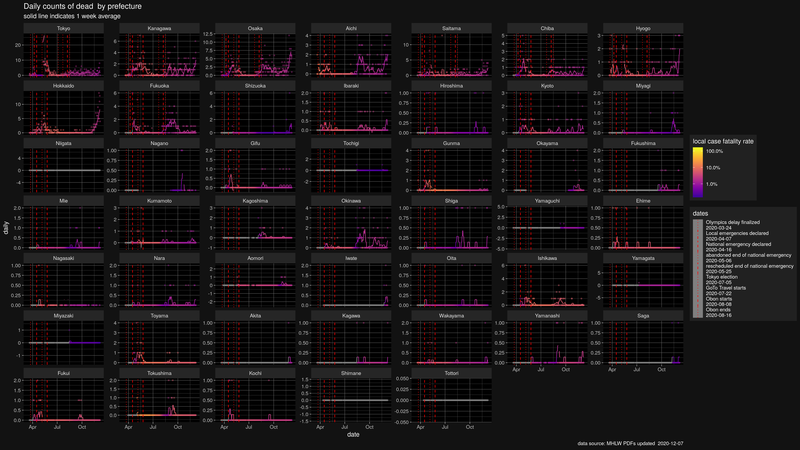 Daily counts of dead by prefecture
solid line indicates 1 week average
Tokyo
Kanagawa
Osaka
Aichi
Saitama
Chiba
Hyogo
Hokkaido
Fukuoka
Shizuoka
Ibaraki
Hiroshima
Kyoto
Miyagi
Niigata
Nagano
Gifu
Tochigi
Gunma
Okayama
Fukushima
Mie
Kumamoto
Kagoshima
Okinawa
Shiga
Yamaguchi
Ehime
Nagasaki
Nara
Aomori
Iwate
Oita
Ishikawa
Yamagata
Miyazaki
Toyama
Akita
Kagawa
Wakayama
Yamanashi
Saga
Fukui
Tokushima
Kochi
Shimane
Tottori
daily
Apr Jul Oct
date
local case fatality rate
100.0%
10.0%
1.0%
dates
Olympics delay finalized
2020-03-24
Local emergencies declared
2020-04-07
National emergency declared
2020-04-16
abandoned end of national emergency
2020-05-06
rescheduled end of national emergency
2020-05-25
Tokyo election
2020-07-05
GoTo Travel starts
2020-07-22
Obon starts
2020-08-08
Obon ends
2020-08-16
data source: MHLW PDFs updated 2020-12-07